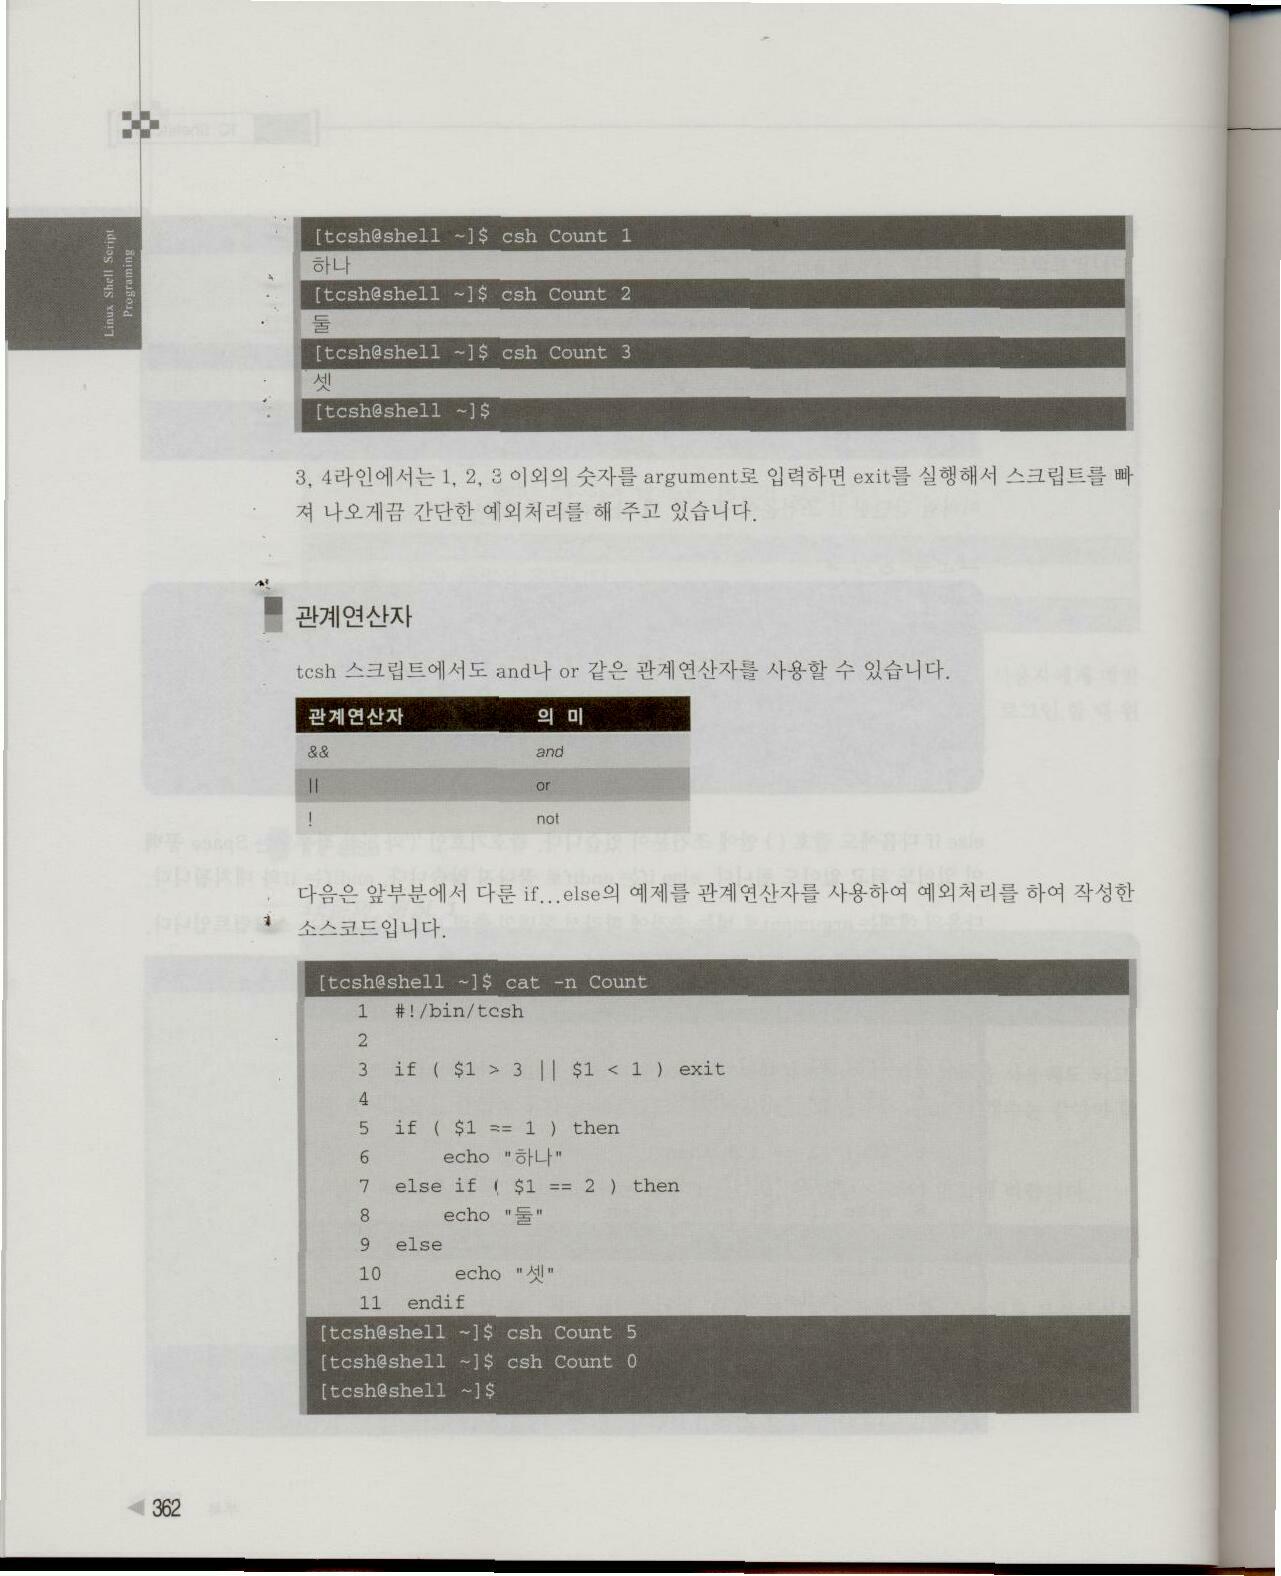 Linux Shell Script
Programing
[tcsh@shell ~]$ csh Count 1
하나
[tcsh@shell ~]$ csh Count 2
둘
[tcsh@shell ~]$ csh Count 3
셋
[tcsh@shell ~]$
3, 4라인에서는 1, 2, 3 이외의 숫자를 argument로 입력하면 exit를 실행해서 스크립트를 빠
져 나오게끔 간단한 예외처리를 해 주고 있습니다.
관계연산자
tcsh 스크립트에서도 and나 or 같은 관계연산자를 사용할 수 있습니다.
관계연산자 의 미
&& and
|| or
! not
다음은 앞부분에서 다룬 if...else의 예제를 관계연산자를 사용하여 예외처리를 하여 작성한
소스코드입니다.
[tcsh@shell ~]$ cat -n Count
1 #!/bin/tcsh
2
3 if ( $1 > 3 || $1 < 1 ) exit
4
5 if ( $1 == 1 ) then
6 echo "하나"
7 else if ( $1 == 2 ) then
8 echo "둘"
9 else
10 echo "셋"
11 endif
[tcsh@shell ~]$ csh Count 5
[tcsh@shell ~]$ csh Count 0
[tcsh@shell ~]$
362